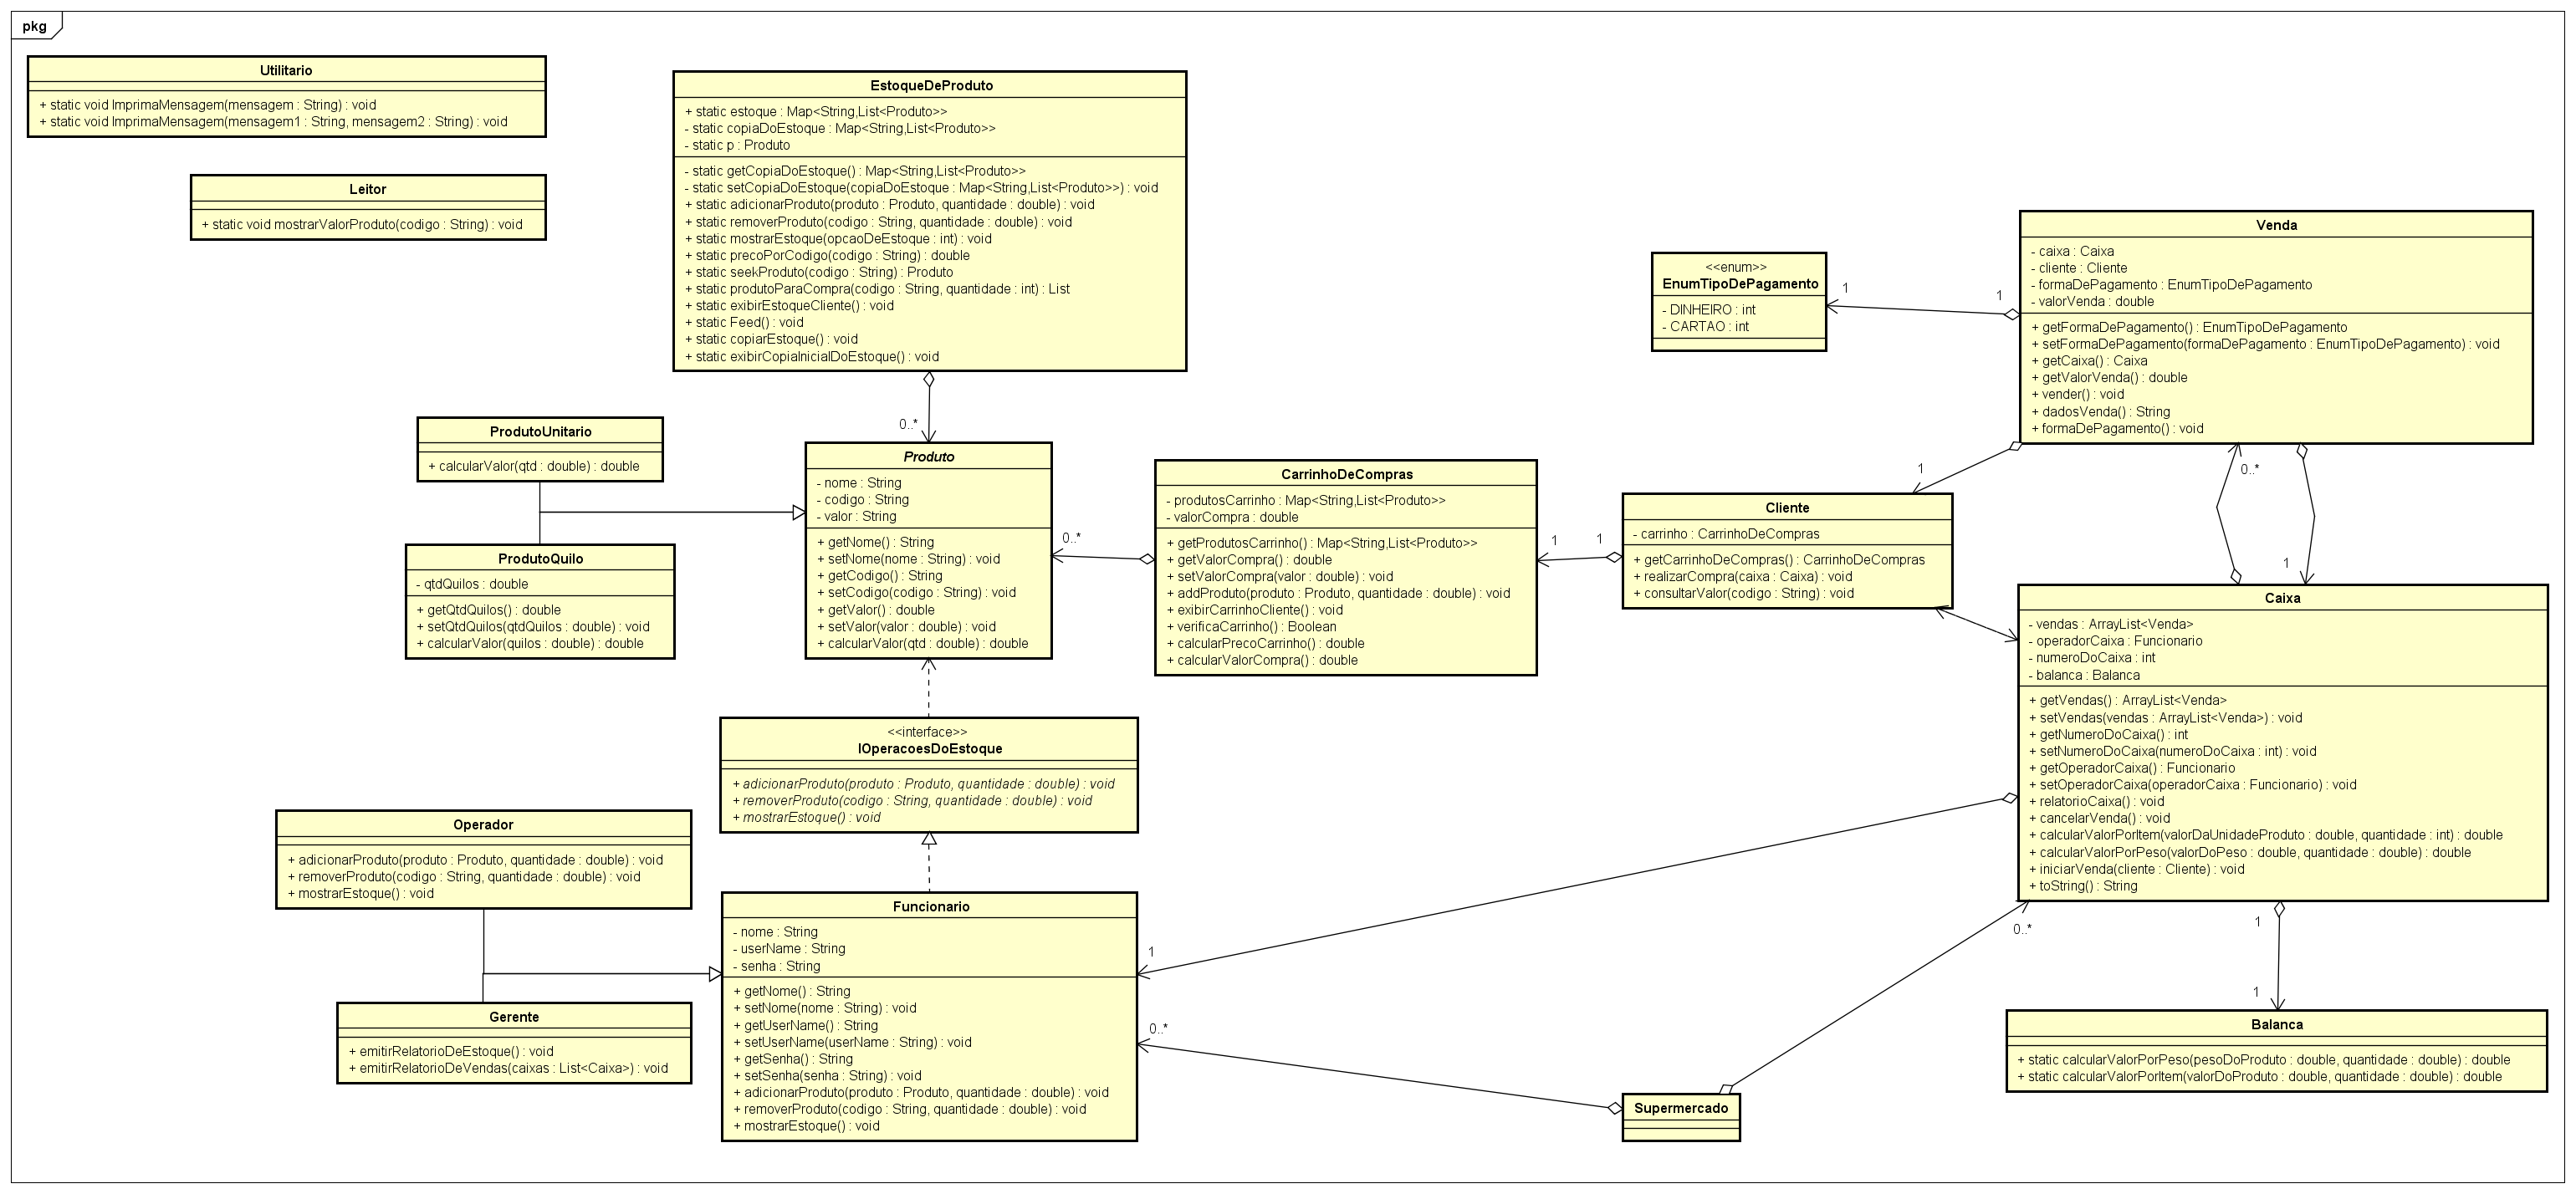 pkg
Utilitario
+ static void ImprimaMensagem(mensagem : String) : void
+ static void ImprimaMensagem(mensagem1 : String, mensagem2 : String) : void
Leitor
+ static void mostrarValorProduto(codigo : String) : void
EstoqueDeProduto
+ static estoque : Map<String,List<Produto>>
- static copiaDoEstoque : Map<String,List<Produto>>
- static p : Produto
- static getCopiaDoEstoque() : Map<String,List<Produto>>
- static setCopiaDoEstoque(copiaDoEstoque : Map<String,List<Produto>>) : void
+ static adicionarProduto(produto : Produto, quantidade : double) : void
+ static removerProduto(codigo : String, quantidade : double) : void
+ static mostrarEstoque(opcaoDeEstoque : int) : void
+ static precoPorCodigo(codigo : String) : double
+ static seekProduto(codigo : String) : Produto
+ static produtoParaCompra(codigo : String, quantidade : int) : List
+ static exibirEstoqueCliente() : void
+ static Feed() : void
+ static copiarEstoque() : void
+ static exibirCopiaInicialDoEstoque() : void
0..*
ProdutoUnitario
+ calcularValor(qtd : double) : double
ProdutoQuilo
- qtdQuilos : double
+ getQtdQuilos() : double
+ setQtdQuilos(qtdQuilos : double) : void
+ calcularValor(quilos : double) : double
Produto
- nome : String
- codigo : String
- valor : String
+ getNome() : String
+ setNome(nome : String) : void
+ getCodigo() : String
+ setCodigo(codigo : String) : void
+ getValor() : double
+ setValor(valor : double) : void
+ calcularValor(qtd : double) : double
0..*
CarrinhoDeCompras
- produtosCarrinho : Map<String,List<Produto>>
- valorCompra : double
+ getProdutosCarrinho() : Map<String,List<Produto>>
+ getValorCompra() : double
+ setValorCompra(valor : double) : void
+ addProduto(produto : Produto, quantidade : double) : void
+ exibirCarrinhoCliente() : void
+ verificaCarrinho() : Boolean
+ calcularPrecoCarrinho() : double
+ calcularValorCompra() : double
1
1
Cliente
- carrinho : CarrinhoDeCompras
+ getCarrinhoDeCompras() : CarrinhoDeCompras
+ realizarCompra(caixa : Caixa) : void
+ consultarValor(codigo : String) : void
1
<<enum>>
EnumTipoDePagamento
- DINHEIRO : int
- CARTAO : int
1
1
Venda
- caixa : Caixa
- cliente : Cliente
- formaDePagamento : EnumTipoDePagamento
- valorVenda : double
+ getFormaDePagamento() : EnumTipoDePagamento
+ setFormaDePagamento(formaDePagamento : EnumTipoDePagamento) : void
+ getCaixa() : Caixa
+ getValorVenda() : double
+ vender() : void
+ dadosVenda() : String
+ formaDePagamento() : void
0..*
1
Caixa
- vendas : ArrayList<Venda>
- operadorCaixa : Funcionario
- numeroDoCaixa : int
- balanca : Balanca
+ getVendas() : ArrayList<Venda>
+ setVendas(vendas : ArrayList<Venda>) : void
+ getNumeroDoCaixa() : int
+ setNumeroDoCaixa(numeroDoCaixa : int) : void
+ getOperadorCaixa() : Funcionario
+ setOperadorCaixa(operadorCaixa : Funcionario) : void
+ relatorioCaixa() : void
+ cancelarVenda() : void
+ calcularValorPorItem(valorDaUnidadeProduto : double, quantidade : int) : double
+ calcularValorPorPeso(valorDoPeso : double, quantidade : double) : double
+ iniciarVenda(cliente : Cliente) : void
+ toString() : String
<<interface>>
IOperacoesDoEstoque
+ adicionarProduto(produto : Produto, quantidade : double) : void
+ removerProduto(codigo : String, quantidade : double) : void
+ mostrarEstoque() : void
Operador
+ adicionarProduto(produto : Produto, quantidade : double) : void
+ removerProduto(codigo : String, quantidade : double) : void
+ mostrarEstoque() : void
Gerente
+ emitirRelatorioDeEstoque() : void
+ emitirRelatorioDeVendas(caixas : List<Caixa>) : void
Funcionario
- nome : String
- userName : String
- senha : String
+ getNome() : String
+ setNome(nome : String) : void
+ getUserName() : String
+ setUserName(userName : String) : void
+ getSenha() : String
+ setSenha(senha : String) : void
+ adicionarProduto(produto : Produto, quantidade : double) : void
+ removerProduto(codigo : String, quantidade : double) : void
+ mostrarEstoque() : void
1
0..*
0..*
Supermercado
1
1
Balanca
+ static calcularValorPorPeso(pesoDoProduto : double, quantidade : double) : double
+ static calcularValorPorItem(valorDoProduto : double, quantidade : double) : double